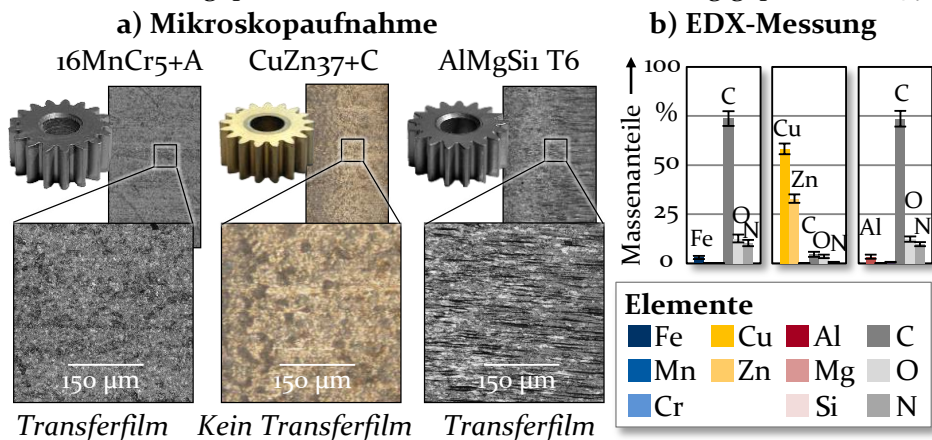 a) Mikroskopaufnahme
16MnCr5+A
CuZn37+C
AlMgSi1 T6
150 µm
150 µm
150 µm
Transferfilm
Kein Transferfilm
Transferfilm
b) EDX-Messung
Massenanteile
100
%
50
25
0
Fe
C
O
N
Cu
Zn
C
O
N
Al
C
O
N
Elemente
Fe Cu Al C
Mn Zn Mg O
Cr Si N